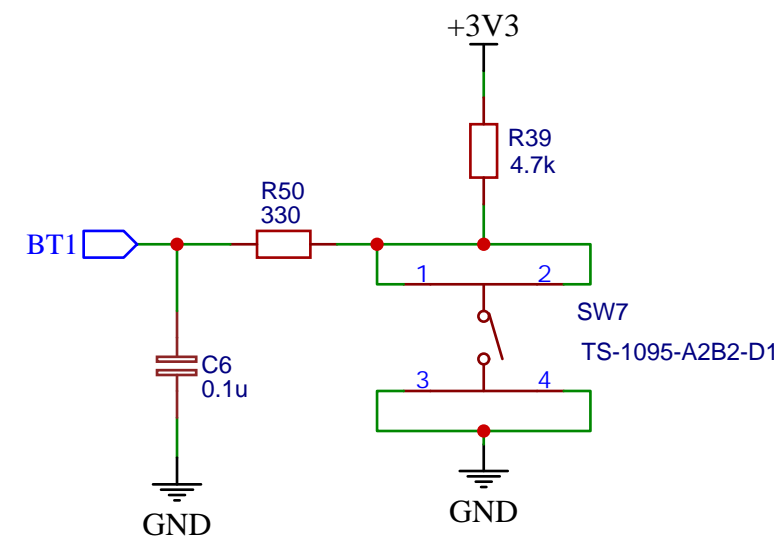 +3V3
R39
4.7k
R50
330
BT1
1
2
SW7
TS-1095-A2B2-D1
C6
0.1u
3
4
GND
GND